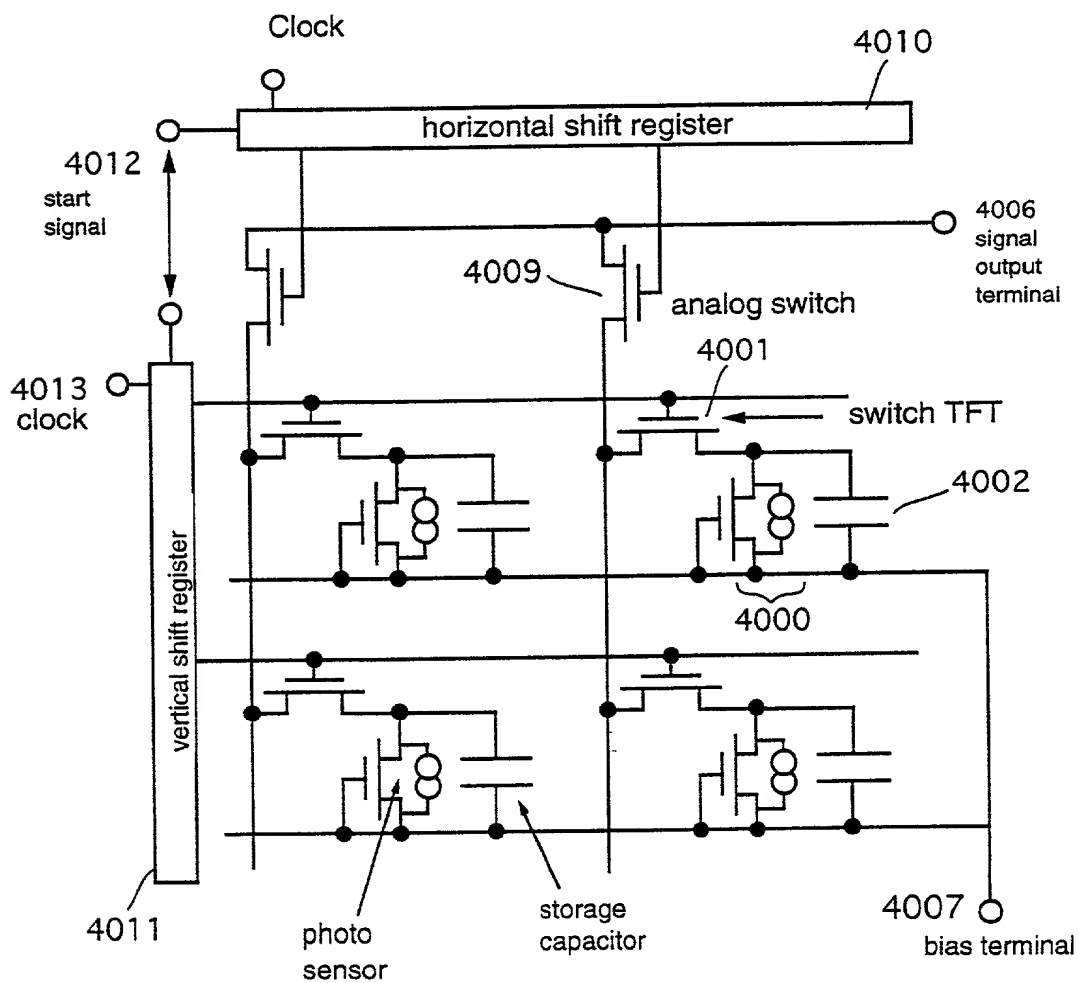 Clock
4010
horizontal shift register
4012
start
signal
4006
signal
output
terminal
4009
analog switch
4001
4013
clock
switch TFT
4002
vertical shift register
4000
4011
photo
sensor
storage
capacitor
4007
bias terminal